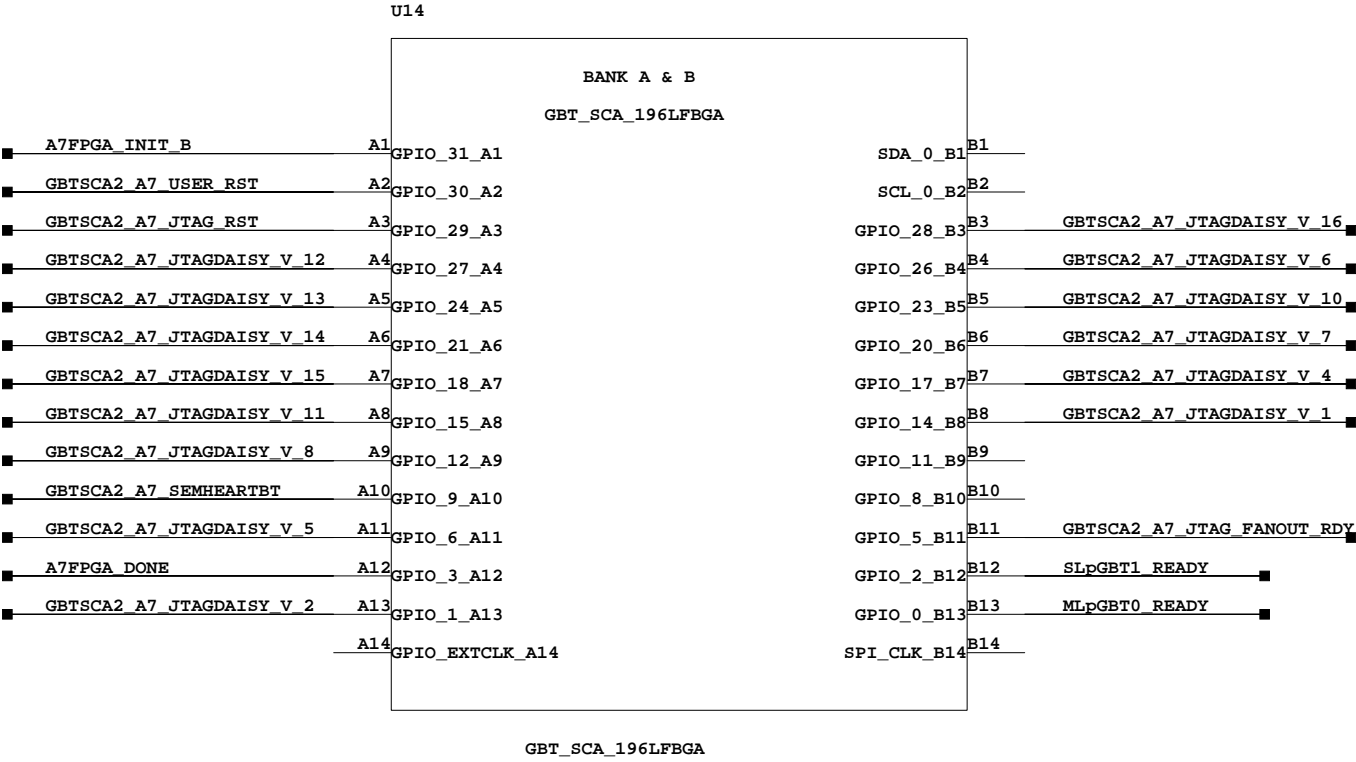 U14
BANK A & B
GBT_SCA_196LFBGA
A7FPGA_INIT_B A1 GPIO_31_A1 SDA_0_B1 B1
GBTSCA2_A7_USER_RST A2 GPIO_30_A2 SCL_0_B2 B2
GBTSCA2_A7_JTAG_RST A3 GPIO_29_A3 GPIO_28_B3 B3 GBTSCA2_A7_JTAGDAISY_V_16
GBTSCA2_A7_JTAGDAISY_V_12 A4 GPIO_27_A4 GPIO_26_B4 B4 GBTSCA2_A7_JTAGDAISY_V_6
GBTSCA2_A7_JTAGDAISY_V_13 A5 GPIO_24_A5 GPIO_23_B5 B5 GBTSCA2_A7_JTAGDAISY_V_10
GBTSCA2_A7_JTAGDAISY_V_14 A6 GPIO_21_A6 GPIO_20_B6 B6 GBTSCA2_A7_JTAGDAISY_V_7
GBTSCA2_A7_JTAGDAISY_V_15 A7 GPIO_18_A7 GPIO_17_B7 B7 GBTSCA2_A7_JTAGDAISY_V_4
GBTSCA2_A7_JTAGDAISY_V_11 A8 GPIO_15_A8 GPIO_14_B8 B8 GBTSCA2_A7_JTAGDAISY_V_1
GBTSCA2_A7_JTAGDAISY_V_8 A9 GPIO_12_A9 GPIO_11_B9 B9
GBTSCA2_A7_SEMHEARTBT A10 GPIO_9_A10 GPIO_8_B10 B10
GBTSCA2_A7_JTAGDAISY_V_5 A11 GPIO_6_A11 GPIO_5_B11 B11 GBTSCA2_A7_JTAG_FANOUT_RDY
A7FPGA_DONE A12 GPIO_3_A12 GPIO_2_B12 B12 SLpGBT1_READY
GBTSCA2_A7_JTAGDAISY_V_2 A13 GPIO_1_A13 GPIO_0_B13 B13 MLpGBT0_READY
A14 GPIO_EXTCLK_A14 SPI_CLK_B14 B14
GBT_SCA_196LFBGA